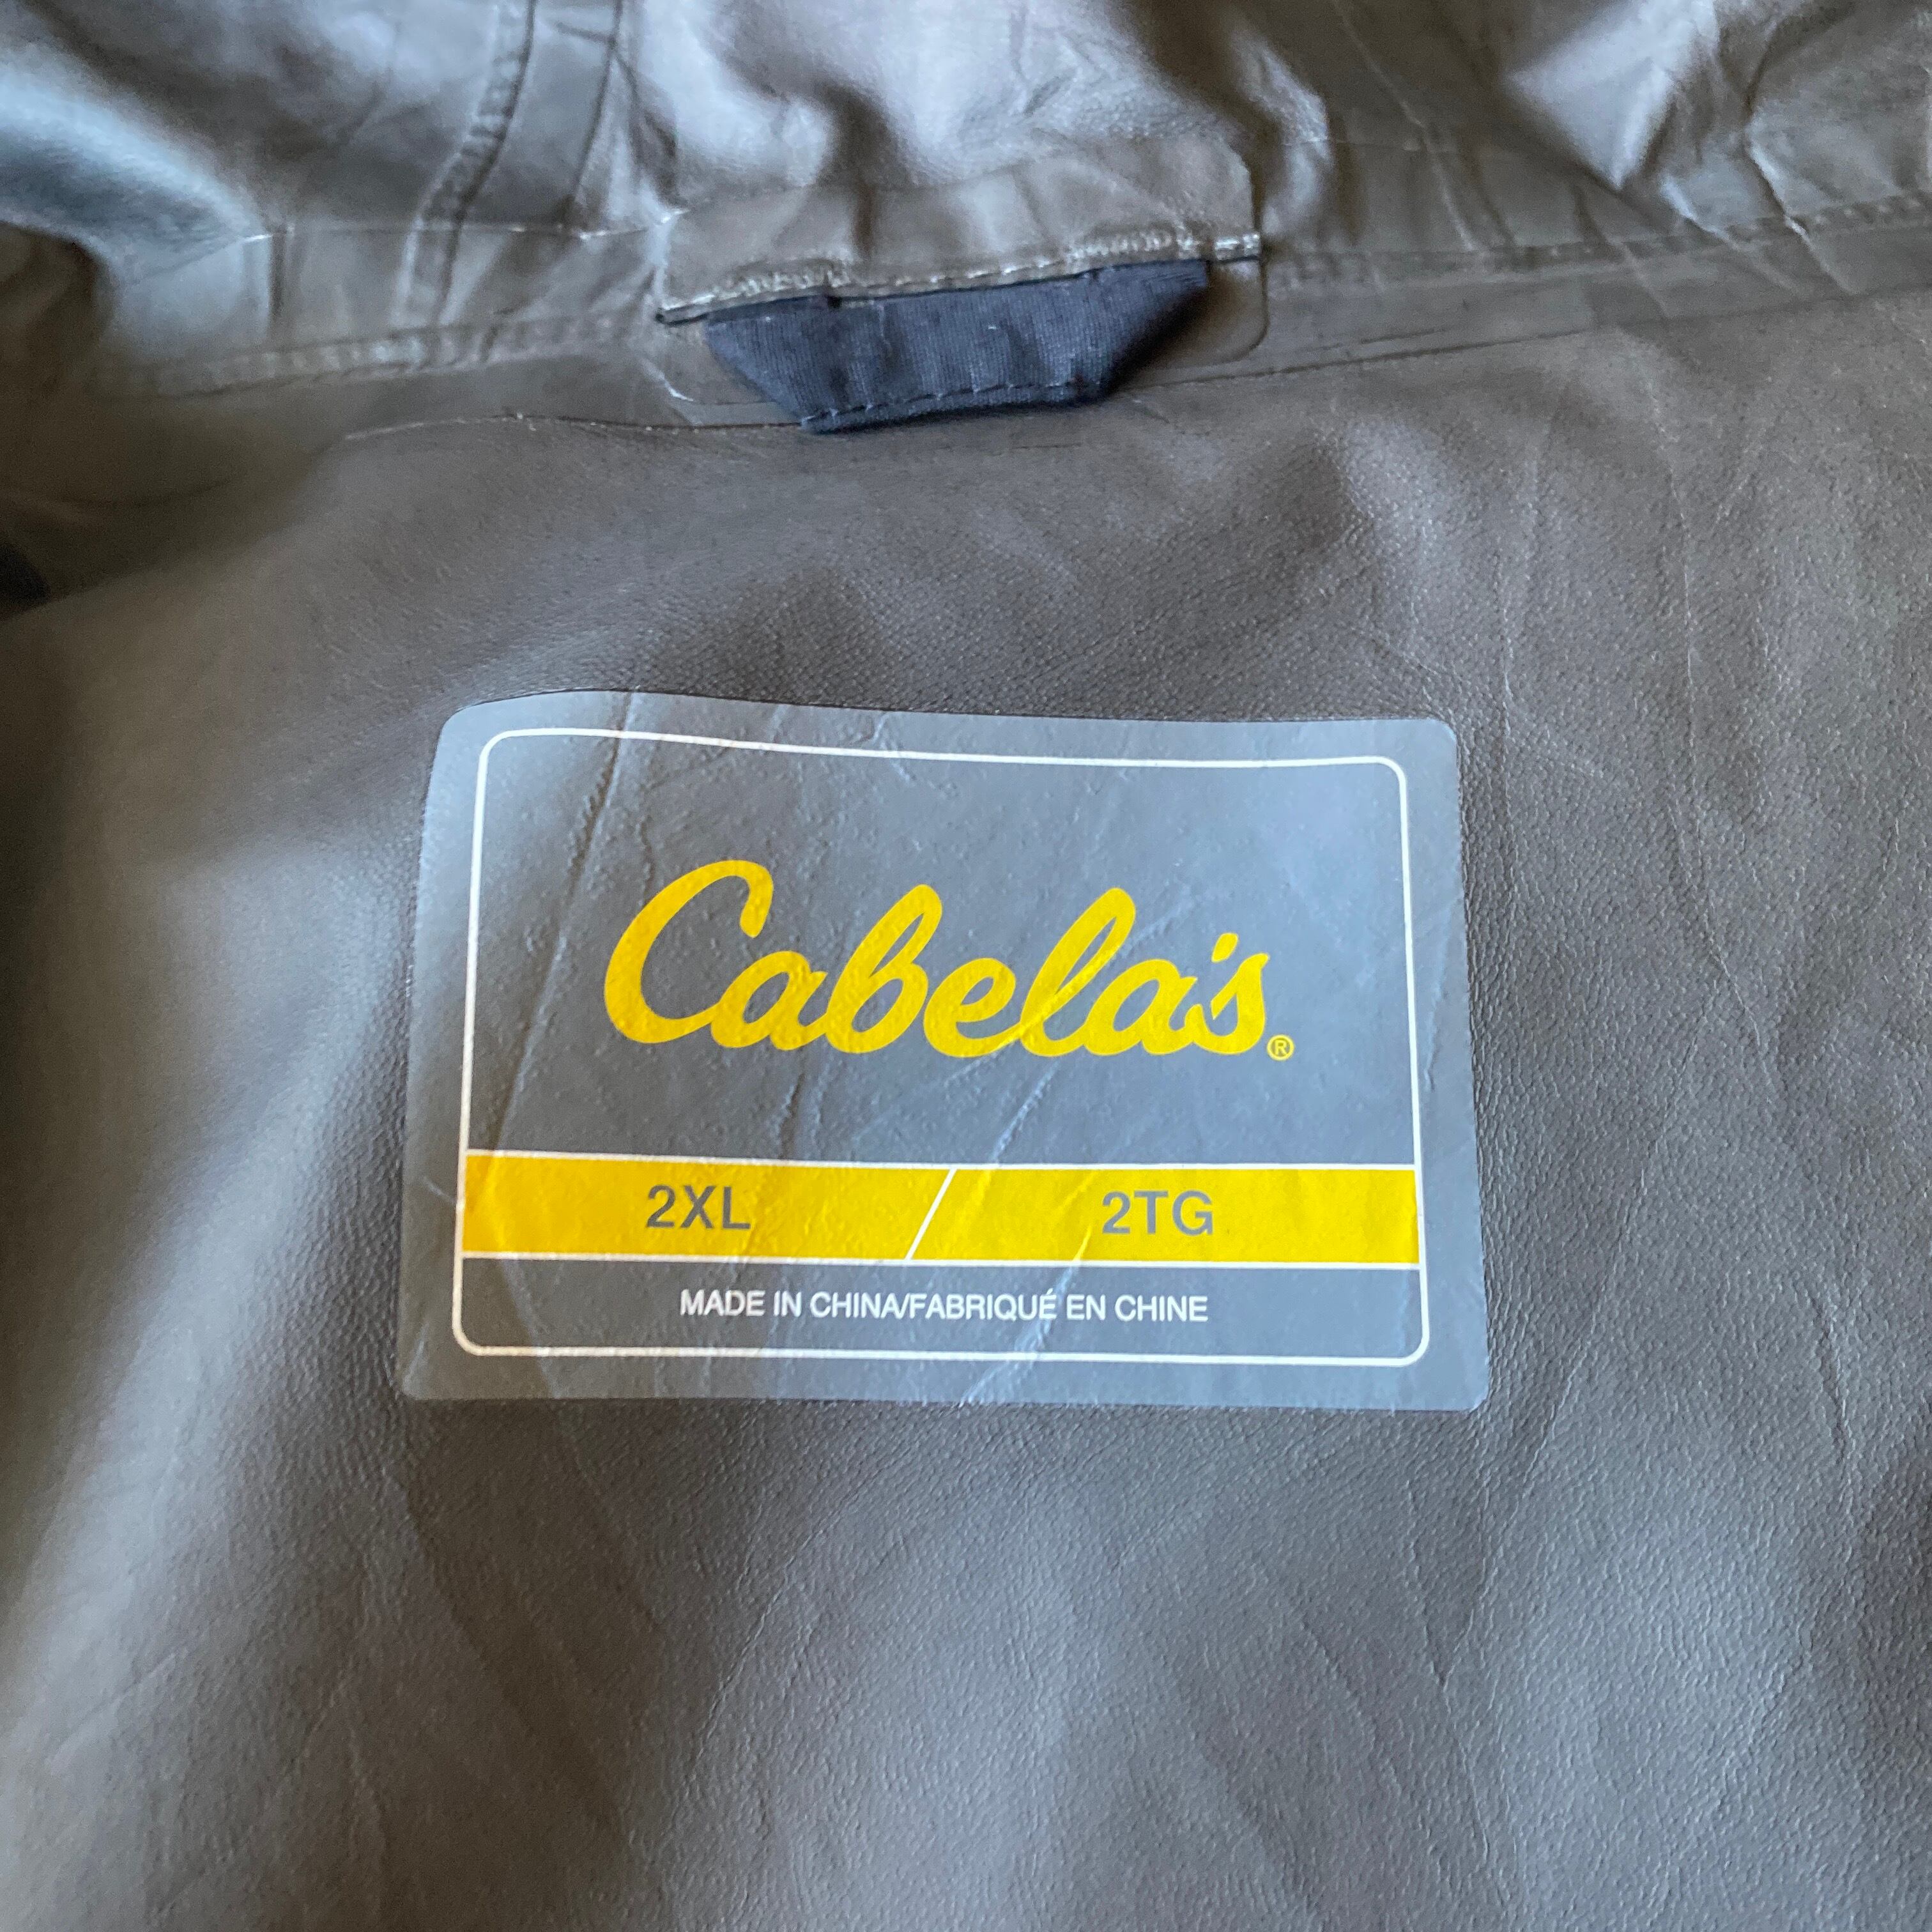 Cabela's®
2XL 2TG
MADE IN CHINA/FABRIQUÉ EN CHINE